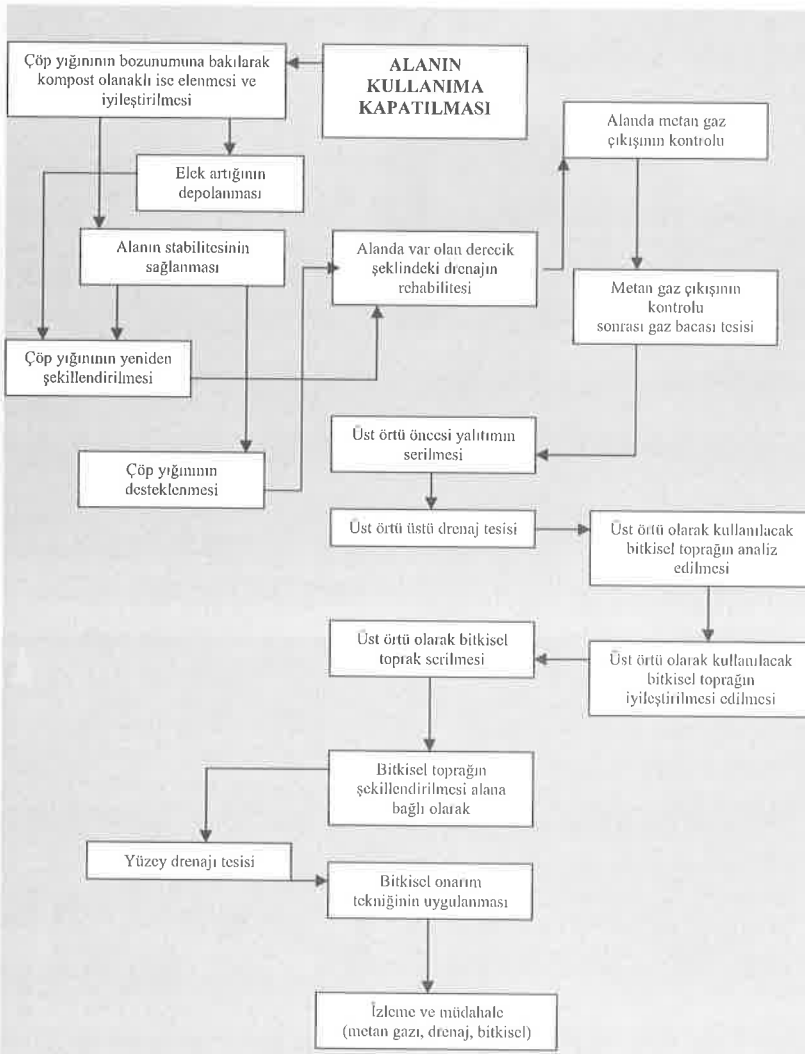 Çöp yığınının bozunumuna bakılarak
kompost olanaklı ise elenmesi ve
iyileştirilmesi
ALANIN
KULLANIMA
KAPATILMASI
Alanda metan gaz
çıkışının kontrolu
Elek artığının
depolanması
Alanın stabilitesinin
sağlanması
Alanda var olan derecik
şeklindeki drenajın
rehabilitesi
Metan gaz çıkışının
kontrolu
sonrası gaz bacası tesisi
Çöp yığınının yeniden
şekillendirilmesi
Çöp yığınının
desteklenmesi
Üst örtü öncesi yalıtımın
serilmesi
Üst örtü üstü drenaj tesisi
Üst örtü olarak kullanılacak
bitkisel toprağın analiz
edilmesi
Üst örtü olarak bitkisel
toprak serilmesi
Üst örtü olarak kullanılacak
bitkisel toprağın
iyileştirilmesi edilmesi
Bitkisel toprağın
şekillendirilmesi alana
bağlı olarak
Yüzey drenajı tesisi
Bitkisel onarım
tekniğinin uygulanması
İzleme ve müdahale
(metan gazı, drenaj, bitkisel)